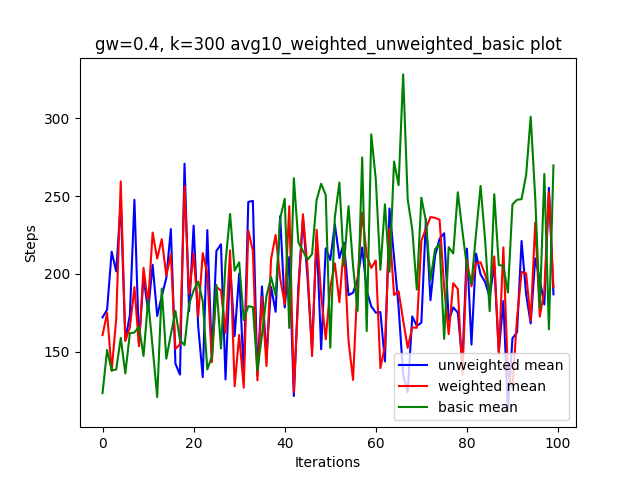 gw=0.4, k=300 avg10_weighted_unweighted_basic plot
Steps
300
250
200
150
0 20 40 60 80 100
Iterations
unweighted mean
weighted mean
basic mean